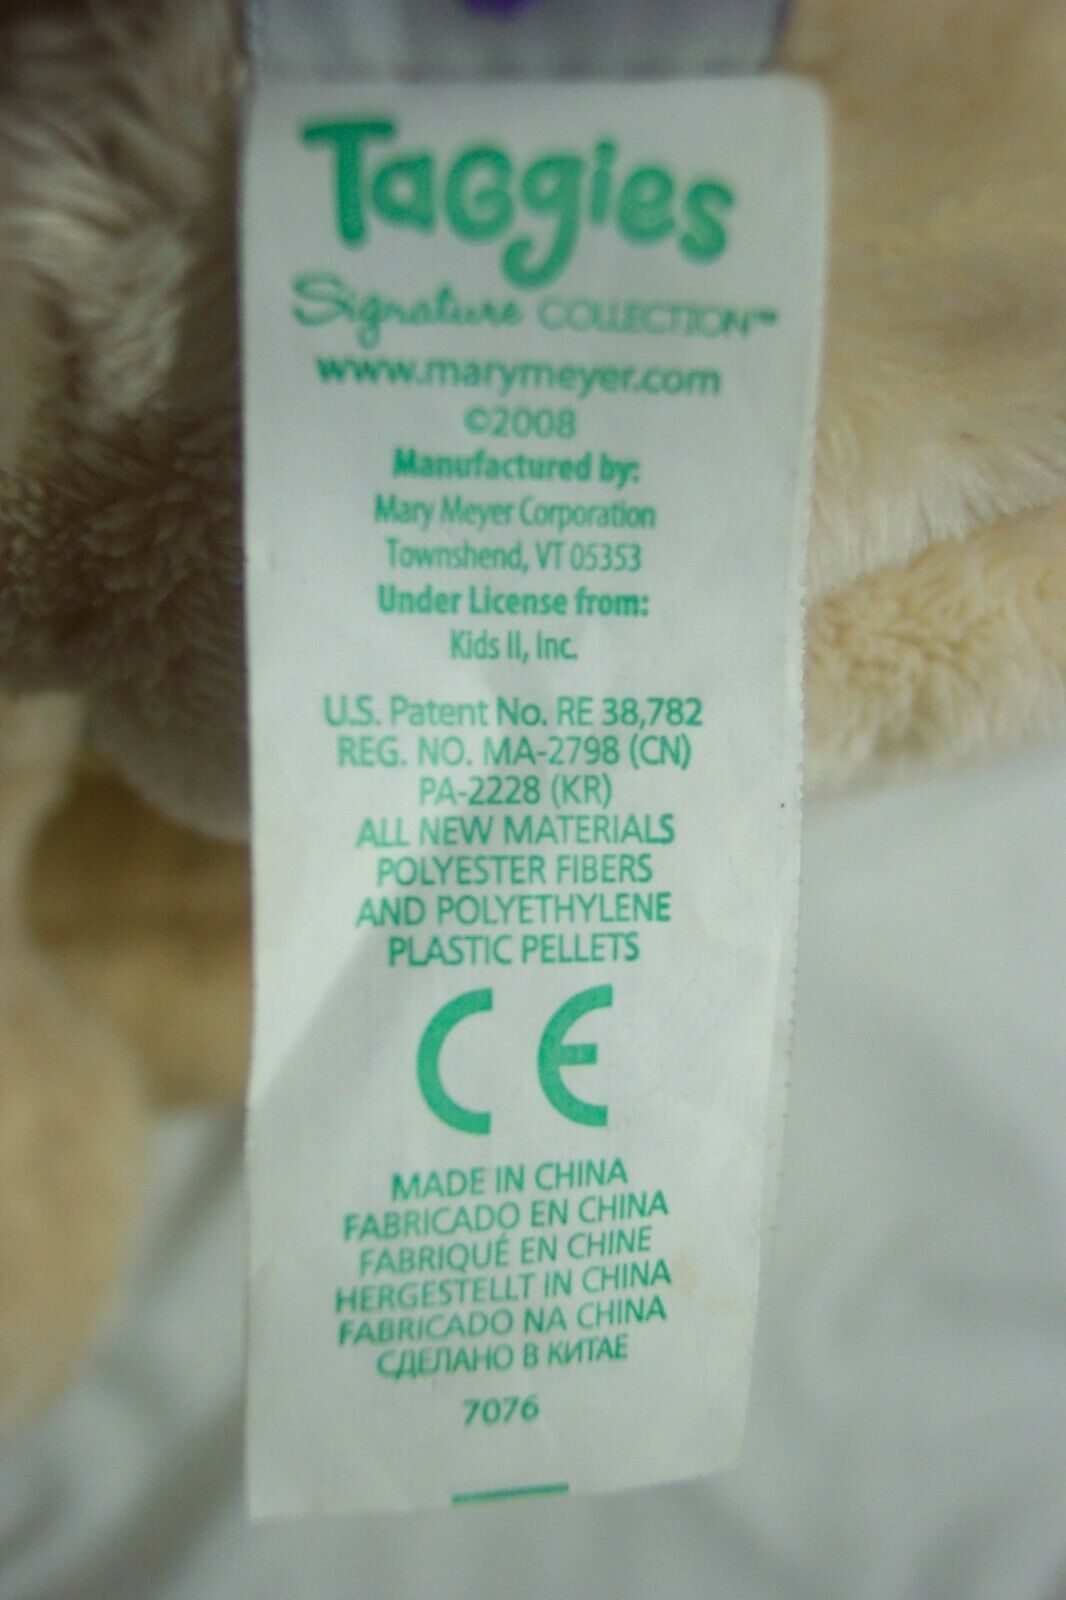 TaGgies
Signature COLLECTION™
www.marymeyer.com
©2008
Manufactured by:
Mary Meyer Corporation
Townshend, VT 05353
Under License from:
Kids II, Inc.
U.S. Patent No. RE 38,782
REG. NO. MA-2798 (CN)
PA-2228 (KR)
ALL NEW MATERIALS
POLYESTER FIBERS
AND POLYETHYLENE
PLASTIC PELLETS
CE
MADE IN CHINA
FABRICADO EN CHINA
FABRIQUÉ EN CHINE
HERGESTELLT IN CHINA
FABRICADO NA CHINA
СДЕЛАНО В КИТАЕ
7076